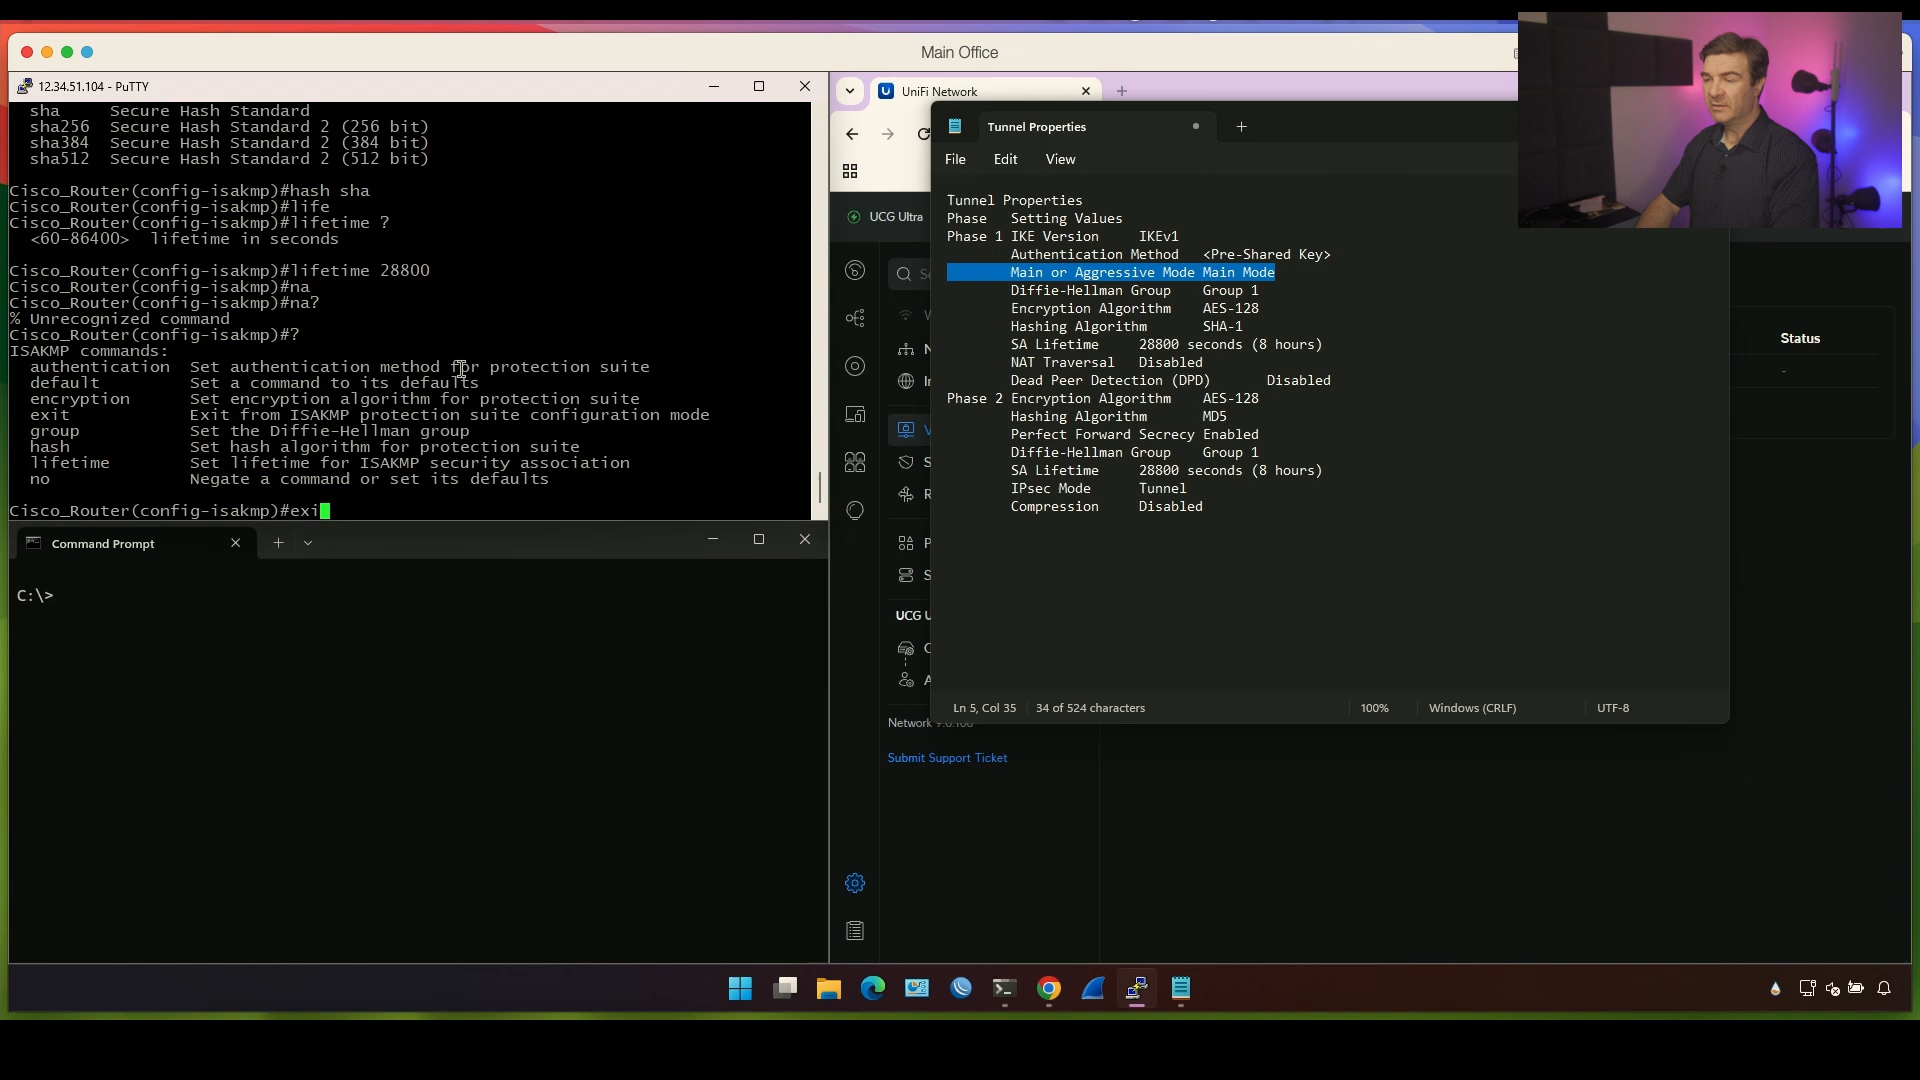 Main Office
12.34.51.104 - PuTTY
sha Secure Hash Standard
sha256 Secure Hash Standard 2 (256 bit)
sha384 Secure Hash Standard 2 (384 bit)
sha512 Secure Hash Standard 2 (512 bit)
Cisco_Router(config-isakmp)#hash sha
Cisco_Router(config-isakmp)#life
Cisco_Router(config-isakmp)#lifetime ?
<60-86400> lifetime in seconds
Cisco_Router(config-isakmp)#lifetime 28800
Cisco_Router(config-isakmp)#na
Cisco_Router(config-isakmp)#na?
% Unrecognized command
Cisco_Router(config-isakmp)#?
ISAKMP commands:
authentication Set authentication method for protection suite
default Set a command to its defaults
encryption Set encryption algorithm for protection suite
exit Exit from ISAKMP protection suite configuration mode
group Set the Diffie-Hellman group
hash Set hash algorithm for protection suite
lifetime Set lifetime for ISAKMP security association
no Negate a command or set its defaults
Cisco_Router(config-isakmp)#exi
Command Prompt
C:\>
UniFi Network
UCG Ultra
UCG U
Submit Support Ticket
Status
-
Tunnel Properties
File Edit View
Tunnel Properties
Phase Setting Values
Phase 1 IKE Version IKEv1
Authentication Method <Pre-Shared Key>
Main or Aggressive Mode Main Mode
Diffie-Hellman Group Group 1
Encryption Algorithm AES-128
Hashing Algorithm SHA-1
SA Lifetime 28800 seconds (8 hours)
NAT Traversal Disabled
Dead Peer Detection (DPD) Disabled
Phase 2 Encryption Algorithm AES-128
Hashing Algorithm MD5
Perfect Forward Secrecy Enabled
Diffie-Hellman Group Group 1
SA Lifetime 28800 seconds (8 hours)
IPsec Mode Tunnel
Compression Disabled
Ln 5, Col 35 34 of 524 characters 100% Windows (CRLF) UTF-8
Network